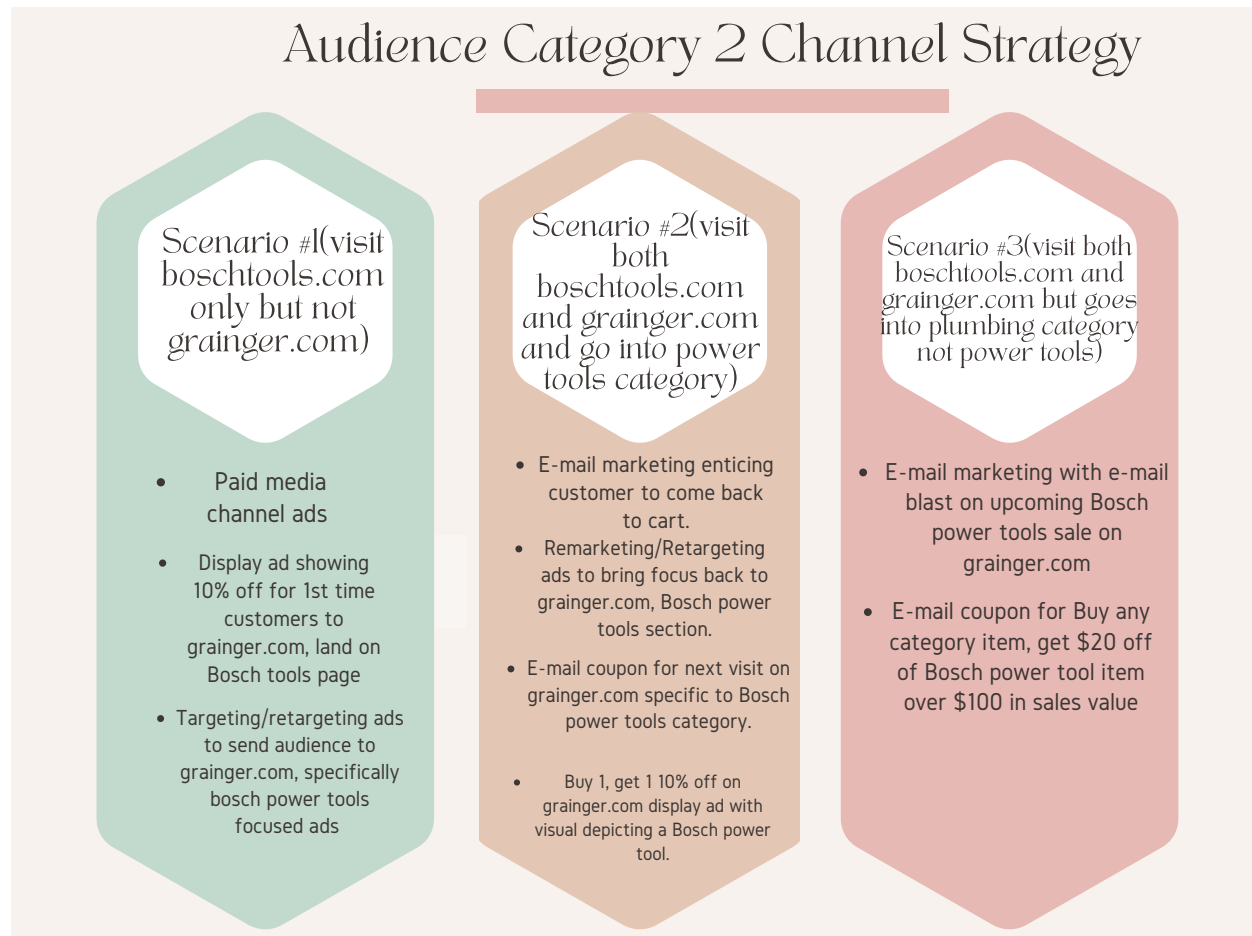 Audience Category 2 Channel Strategy
Scenario #1(visit
boschtools.com
only but not
grainger.com)
• Paid media
channel ads
• Display ad showing
10% off for 1st time
customers to
grainger.com, land on
Bosch tools page
• Targeting/retargeting ads
to send audience to
grainger.com, specifically
bosch power tools
focused ads
Scenario #2(visit
both
boschtools.com
and grainger.com
and go into power
tools category)
• E-mail marketing enticing
customer to come back
to cart.
• Remarketing/Retargeting
ads to bring focus back to
grainger.com, Bosch power
tools section.
• E-mail coupon for next visit on
grainger.com specific to Bosch
power tools category.
• Buy 1, get 1 10% off on
grainger.com display ad with
visual depicting a Bosch power
tool.
Scenario #3(visit both
boschtools.com and
grainger.com but goes
into plumbing category
not power tools)
• E-mail marketing with e-mail
blast on upcoming Bosch
power tools sale on
grainger.com
• E-mail coupon for Buy any
category item, get $20 off
of Bosch power tool item
over $100 in sales value